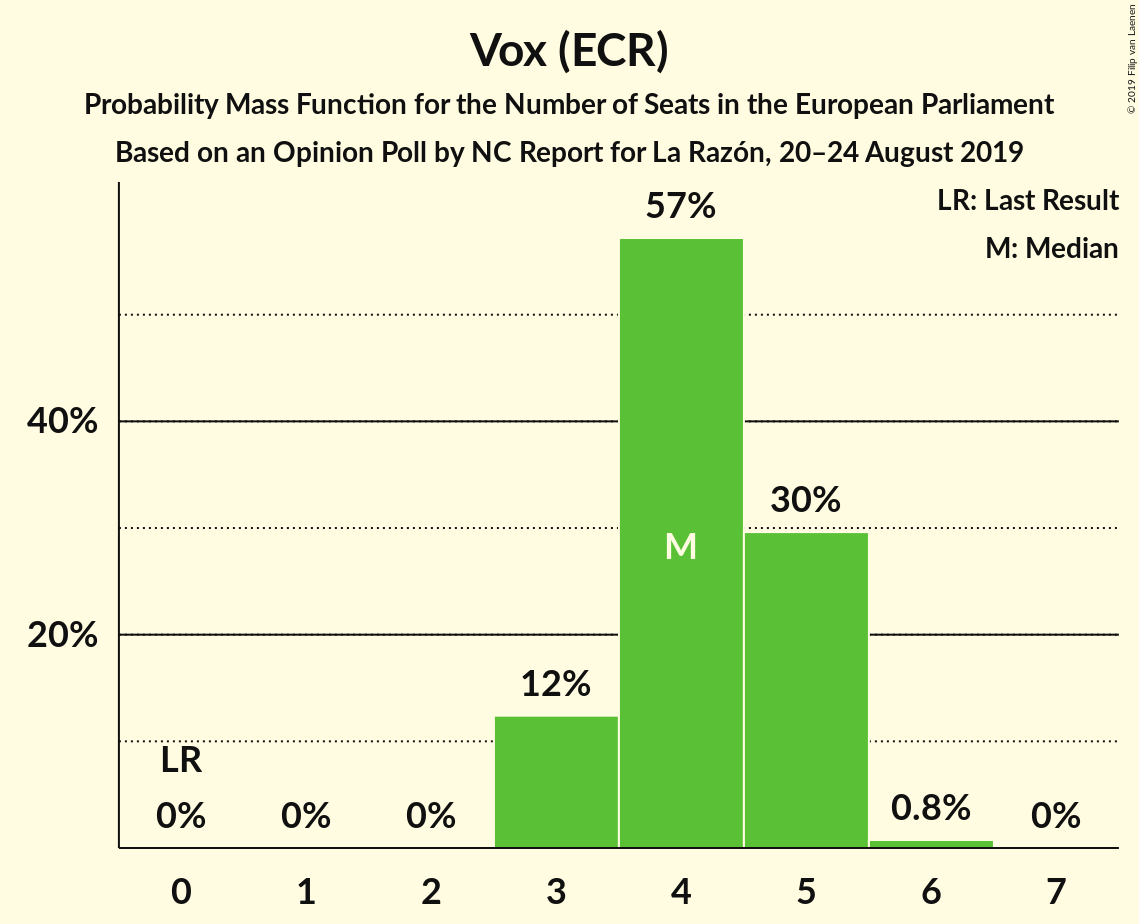 Vox (ECR)
Probability Mass Function for the Number of Seats in the European Parliament
Based on an Opinion Poll by NC Report for La Razón, 20–24 August 2019
© 2019 Filip van Laenen
LR: Last Result
M: Median
57%
40%
30%
M
20%
12%
LR
0%
0%
0%
0.8%
0%
0
1
2
3
4
5
6
7